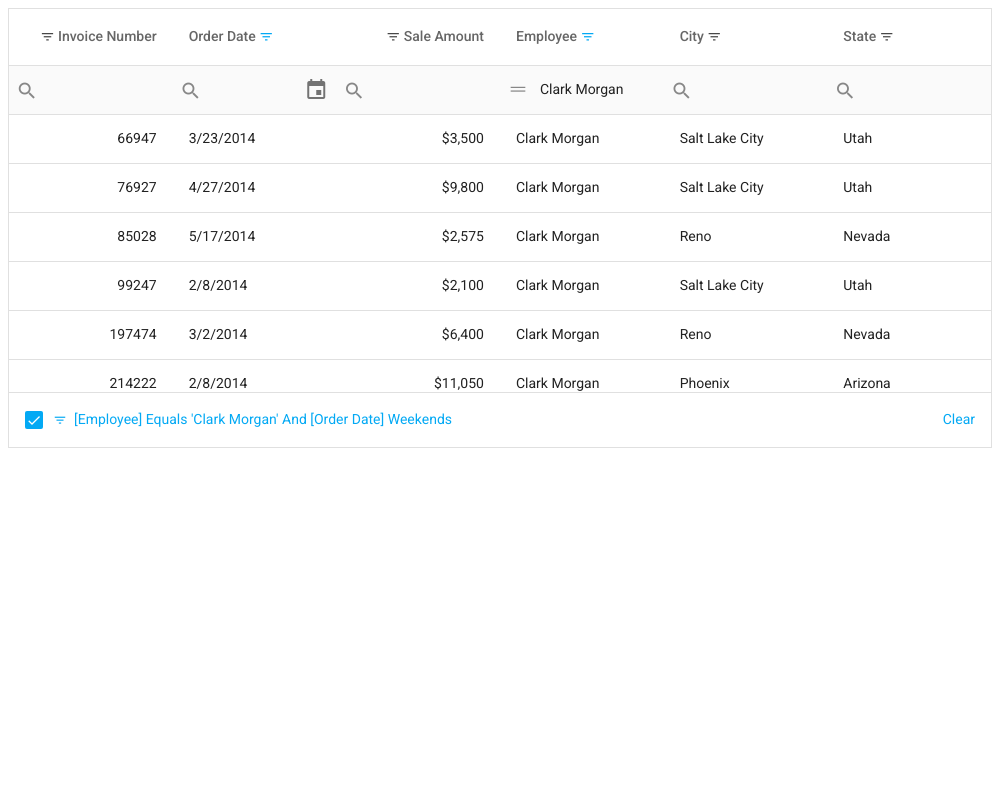 Invoice Number Order Date Sale Amount Employee City State
Clark Morgan
66947 3/23/2014 $3,500 Clark Morgan Salt Lake City Utah
76927 4/27/2014 $9,800 Clark Morgan Salt Lake City Utah
85028 5/17/2014 $2,575 Clark Morgan Reno Nevada
99247 2/8/2014 $2,100 Clark Morgan Salt Lake City Utah
197474 3/2/2014 $6,400 Clark Morgan Reno Nevada
214222 2/8/2014 $11,050 Clark Morgan Phoenix Arizona
[Employee] Equals 'Clark Morgan' And [Order Date] Weekends Clear